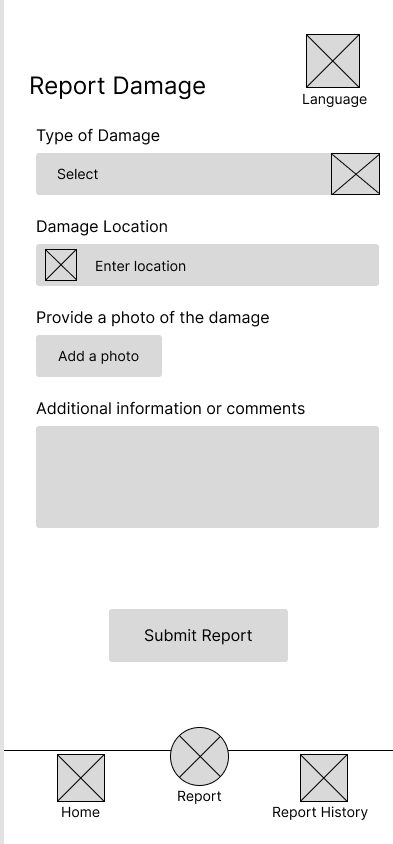 Report Damage
Language
Type of Damage
Select
Damage Location
Enter location
Provide a photo of the damage
Add a photo
Additional information or comments
Submit Report
Home
Report
Report History